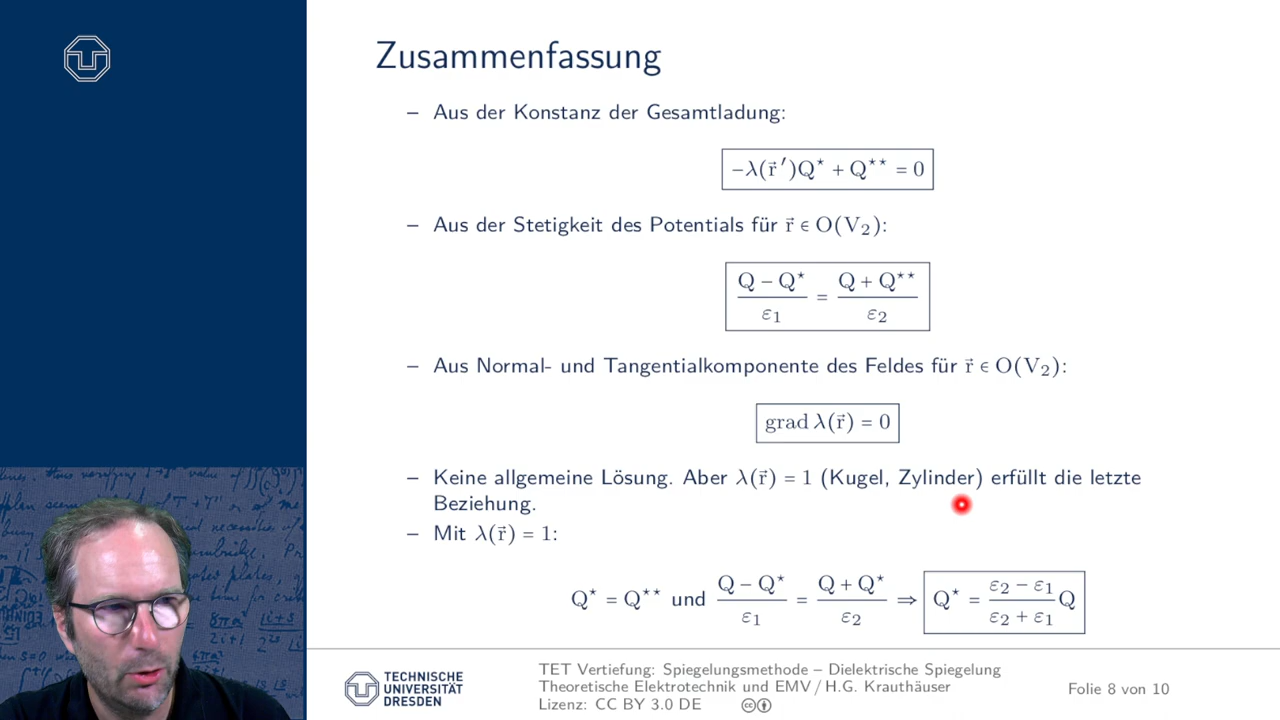 Zusammenfassung
– Aus der Konstanz der Gesamtladung:
−λ(r⃗ ′)Q⋆ + Q⋆⋆ = 0
– Aus der Stetigkeit des Potentials für r⃗ ∈ O(V₂):
(Q − Q⋆)/ε₁ = (Q + Q⋆⋆)/ε₂
– Aus Normal- und Tangentialkomponente des Feldes für r⃗ ∈ O(V₂):
grad λ(r⃗) = 0
– Keine allgemeine Lösung. Aber λ(r⃗) = 1 (Kugel, Zylinder) erfüllt die letzte
Beziehung.
– Mit λ(r⃗) = 1:
Q⋆ = Q⋆⋆ und (Q − Q⋆)/ε₁ = (Q + Q⋆)/ε₂ ⇒ Q⋆ = (ε₂ − ε₁)/(ε₂ + ε₁) Q
TECHNISCHE
UNIVERSITÄT
DRESDEN
TET Vertiefung: Spiegelungsmethode – Dielektrische Spiegelung
Theoretische Elektrotechnik und EMV / H.G. Krauthäuser
Lizenz: CC BY 3.0 DE
Folie 8 von 10